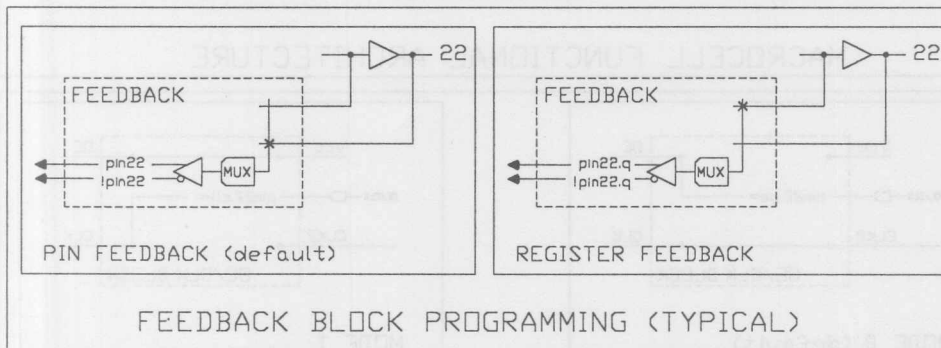 22
FEEDBACK
pin22
!pin22
MUX
PIN FEEDBACK (default)
22
FEEDBACK
pin22.q
!pin22.q
MUX
REGISTER FEEDBACK
FEEDBACK BLOCK PROGRAMMING (TYPICAL)